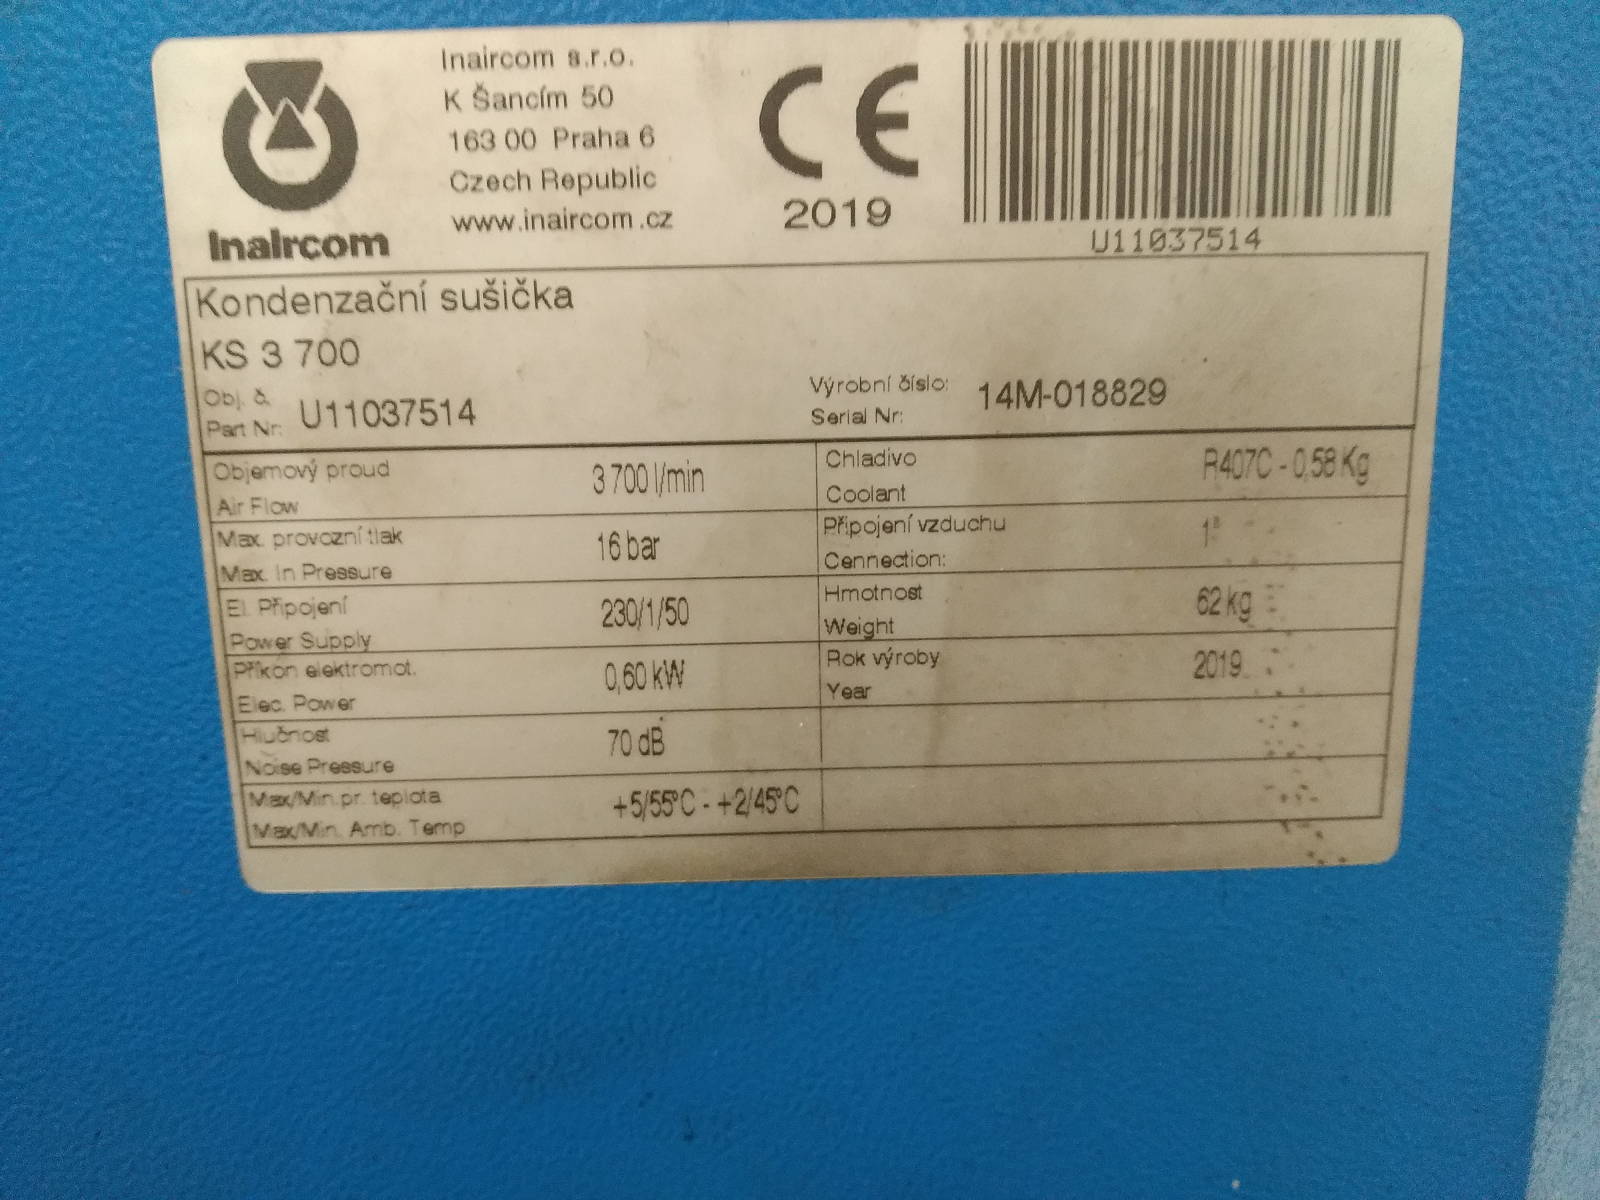 Inaircom
Inaircom s.r.o.
K Šancím 50
163 00 Praha 6
Czech Republic
www.inaircom.cz
CE
2019
U11037514
Kondenzační sušička
KS 3 700
Obj. č.
Part Nr: U11037514
Výrobní číslo:
Serial Nr: 14M-018829
Objemový proud
Air Flow
3 700 l/min
Chladivo
Coolant
R407C - 0,58 Kg
Max. provozní tlak
Max. In Pressure
16 bar
Připojení vzduchu
Cennection:
1"
El. Připojení
Power Supply
230/1/50
Hmotnost
Weight
62 kg
Příkon elektromot.
Elec. Power
0,60 kW
Rok výroby
Year
2019
Hlučnost
Noise Pressure
70 dB
Max/Min.pr. teplota
Max/Min. Amb. Temp
+5/55°C - +2/45°C